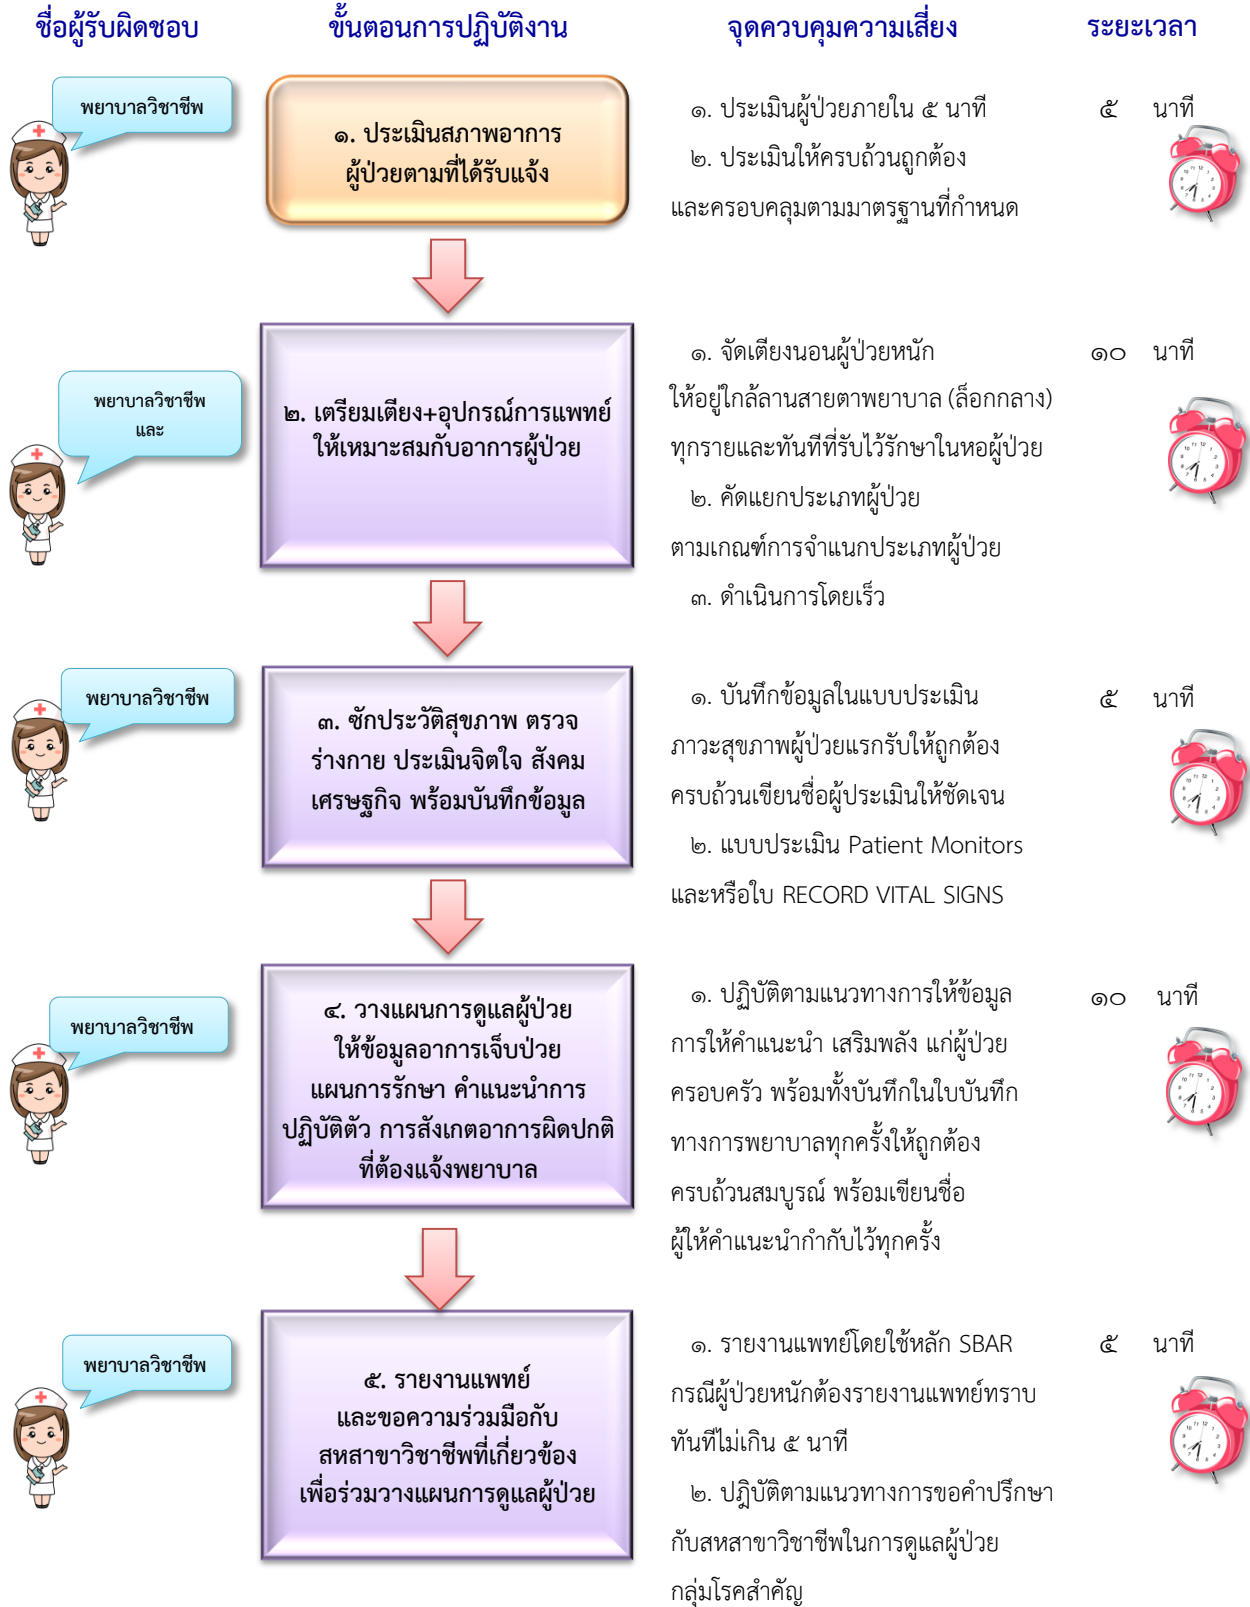 ชื่อผู้รับผิดชอบ
ขั้นตอนการปฏิบัติงาน
จุดควบคุมความเสี่ยง
ระยะเวลา
พยาบาลวิชาชีพ
๑. ประเมินสภาพอาการ
ผู้ป่วยตามที่ได้รับแจ้ง
๑. ประเมินผู้ป่วยภายใน ๕ นาที
๒. ประเมินให้ครบถ้วนถูกต้อง
และครอบคลุมตามมาตรฐานที่กำหนด
๕ นาที
พยาบาลวิชาชีพ
และ
๒. เตรียมเตียง+อุปกรณ์การแพทย์
ให้เหมาะสมกับอาการผู้ป่วย
๑. จัดเตียงนอนผู้ป่วยหนัก
ให้อยู่ใกล้ลานสายตาพยาบาล (ล็อกกลาง)
ทุกรายและทันทีที่รับไว้รักษาในหอผู้ป่วย
๒. คัดแยกประเภทผู้ป่วย
ตามเกณฑ์การจำแนกประเภทผู้ป่วย
๓. ดำเนินการโดยเร็ว
๑๐ นาที
พยาบาลวิชาชีพ
๓. ซักประวัติสุขภาพ ตรวจ
ร่างกาย ประเมินจิตใจ สังคม
เศรษฐกิจ พร้อมบันทึกข้อมูล
๑. บันทึกข้อมูลในแบบประเมิน
ภาวะสุขภาพผู้ป่วยแรกรับให้ถูกต้อง
ครบถ้วนเขียนชื่อผู้ประเมินให้ชัดเจน
๒. แบบประเมิน Patient Monitors
และหรือใบ RECORD VITAL SIGNS
๕ นาที
พยาบาลวิชาชีพ
๔. วางแผนการดูแลผู้ป่วย
ให้ข้อมูลอาการเจ็บป่วย
แผนการรักษา คำแนะนำการ
ปฏิบัติตัว การสังเกตอาการผิดปกติ
ที่ต้องแจ้งพยาบาล
๑. ปฏิบัติตามแนวทางการให้ข้อมูล
การให้คำแนะนำ เสริมพลัง แก่ผู้ป่วย
ครอบครัว พร้อมทั้งบันทึกในใบบันทึก
ทางการพยาบาลทุกครั้งให้ถูกต้อง
ครบถ้วนสมบูรณ์ พร้อมเขียนชื่อ
ผู้ให้คำแนะนำกำกับไว้ทุกครั้ง
๑๐ นาที
พยาบาลวิชาชีพ
๕. รายงานแพทย์
และขอความร่วมมือกับ
สหสาขาวิชาชีพที่เกี่ยวข้อง
เพื่อร่วมวางแผนการดูแลผู้ป่วย
๑. รายงานแพทย์โดยใช้หลัก SBAR
กรณีผู้ป่วยหนักต้องรายงานแพทย์ทราบ
ทันทีไม่เกิน ๕ นาที
๒. ปฎิบัติตามแนวทางการขอคำปรึกษา
กับสหสาขาวิชาชีพในการดูแลผู้ป่วย
กลุ่มโรคสำคัญ
๕ นาที